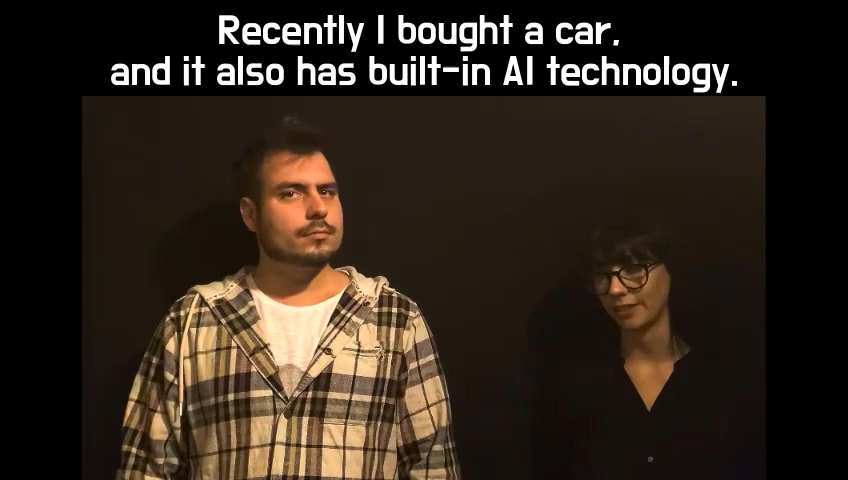 Recently I bought a car,
and it also has built-in AI technology.